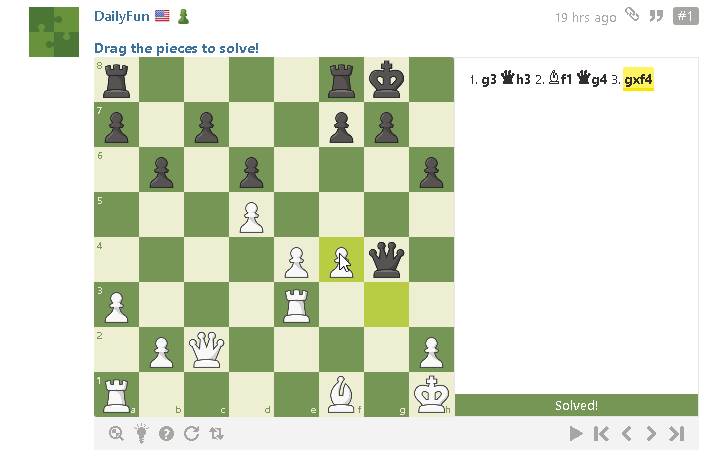 DailyFun
19 hrs ago
#1
Drag the pieces to solve!
1. g3 ♛h3 2. ♗f1 ♛g4 3. gxf4
8
7
6
5
4
3
2
1
a b c d e f g h
Solved!